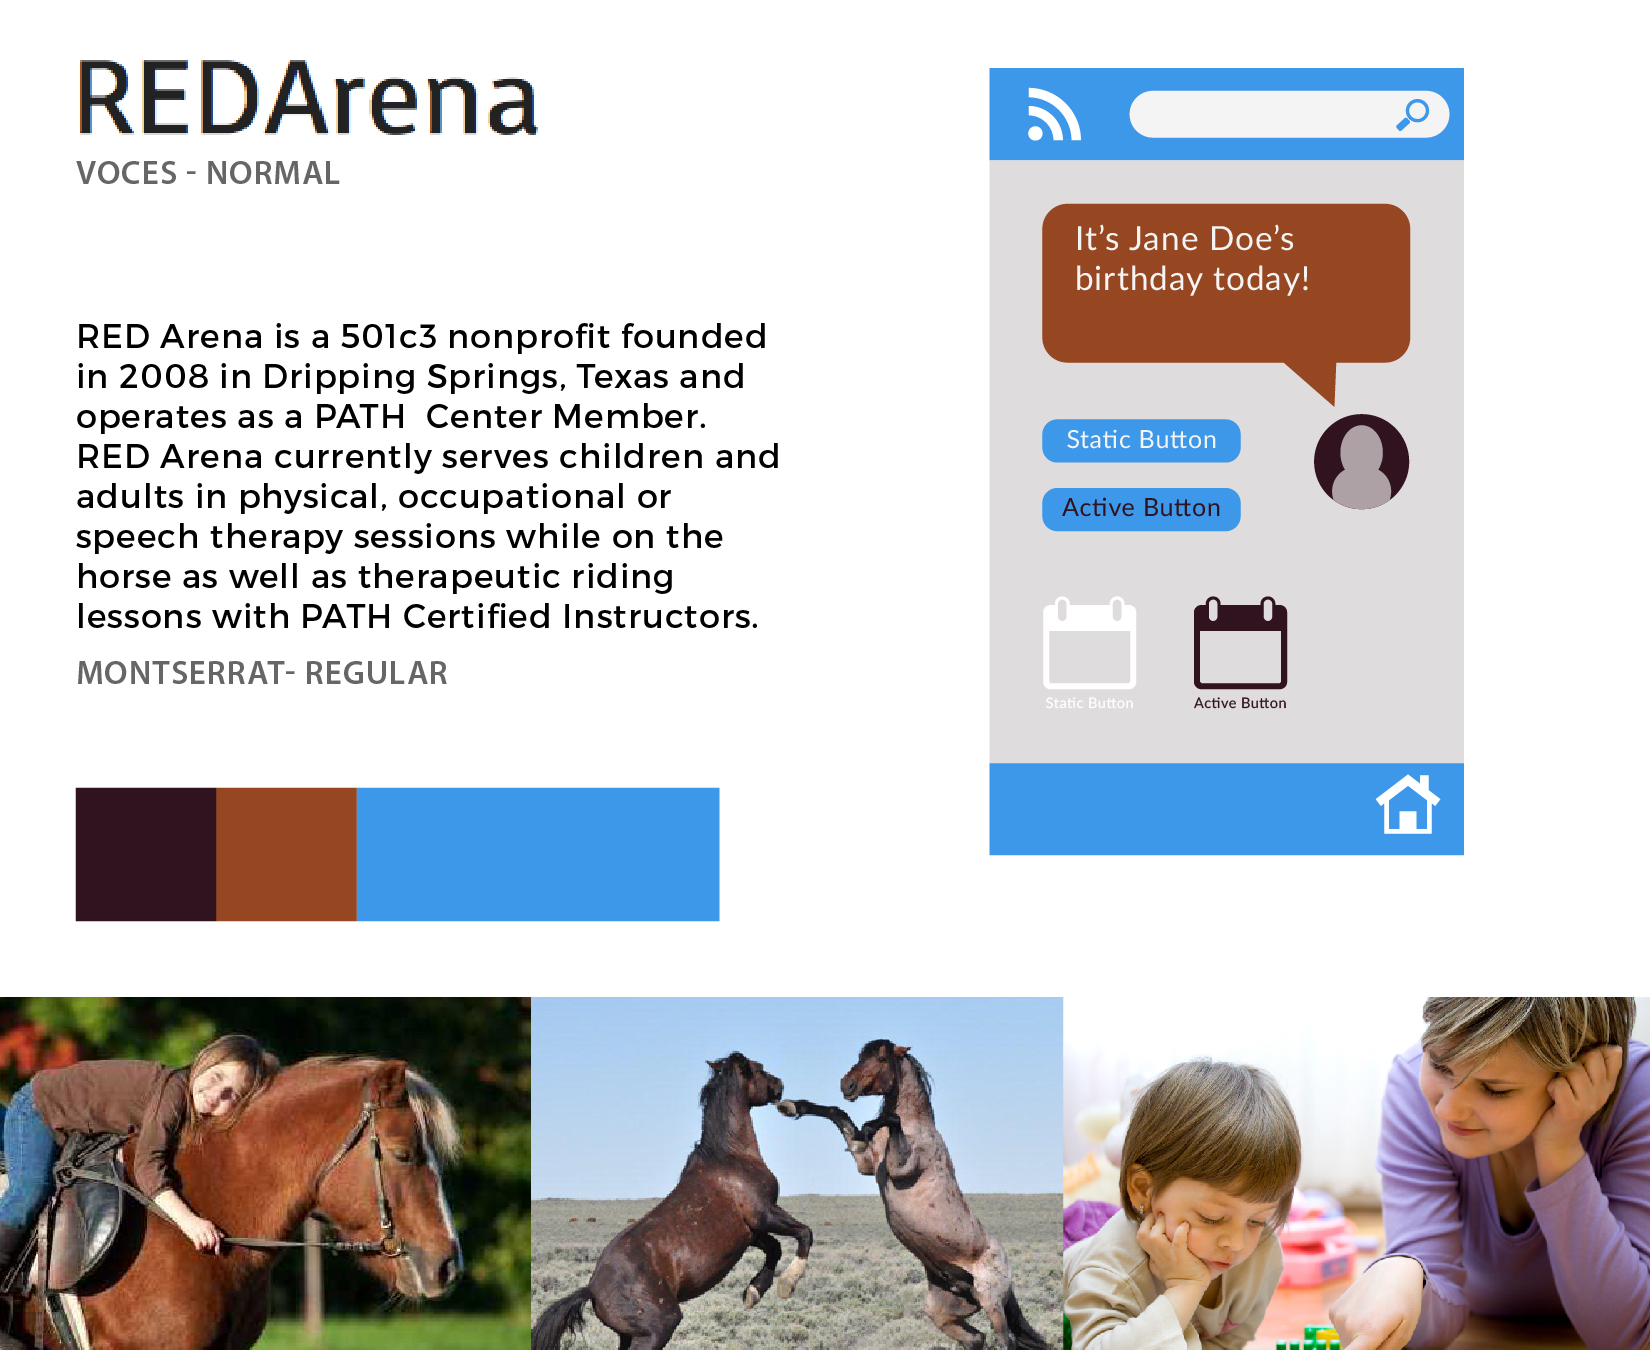 REDArena
VOCES - NORMAL
RED Arena is a 501c3 nonprofit founded
in 2008 in Dripping Springs, Texas and
operates as a PATH  Center Member.
RED Arena currently serves children and
adults in physical, occupational or
speech therapy sessions while on the
horse as well as therapeutic riding
lessons with PATH Certified Instructors.
MONTSERRAT- REGULAR
It’s Jane Doe’s
birthday today!
Static Button
Active Button
Static Button
Active Button